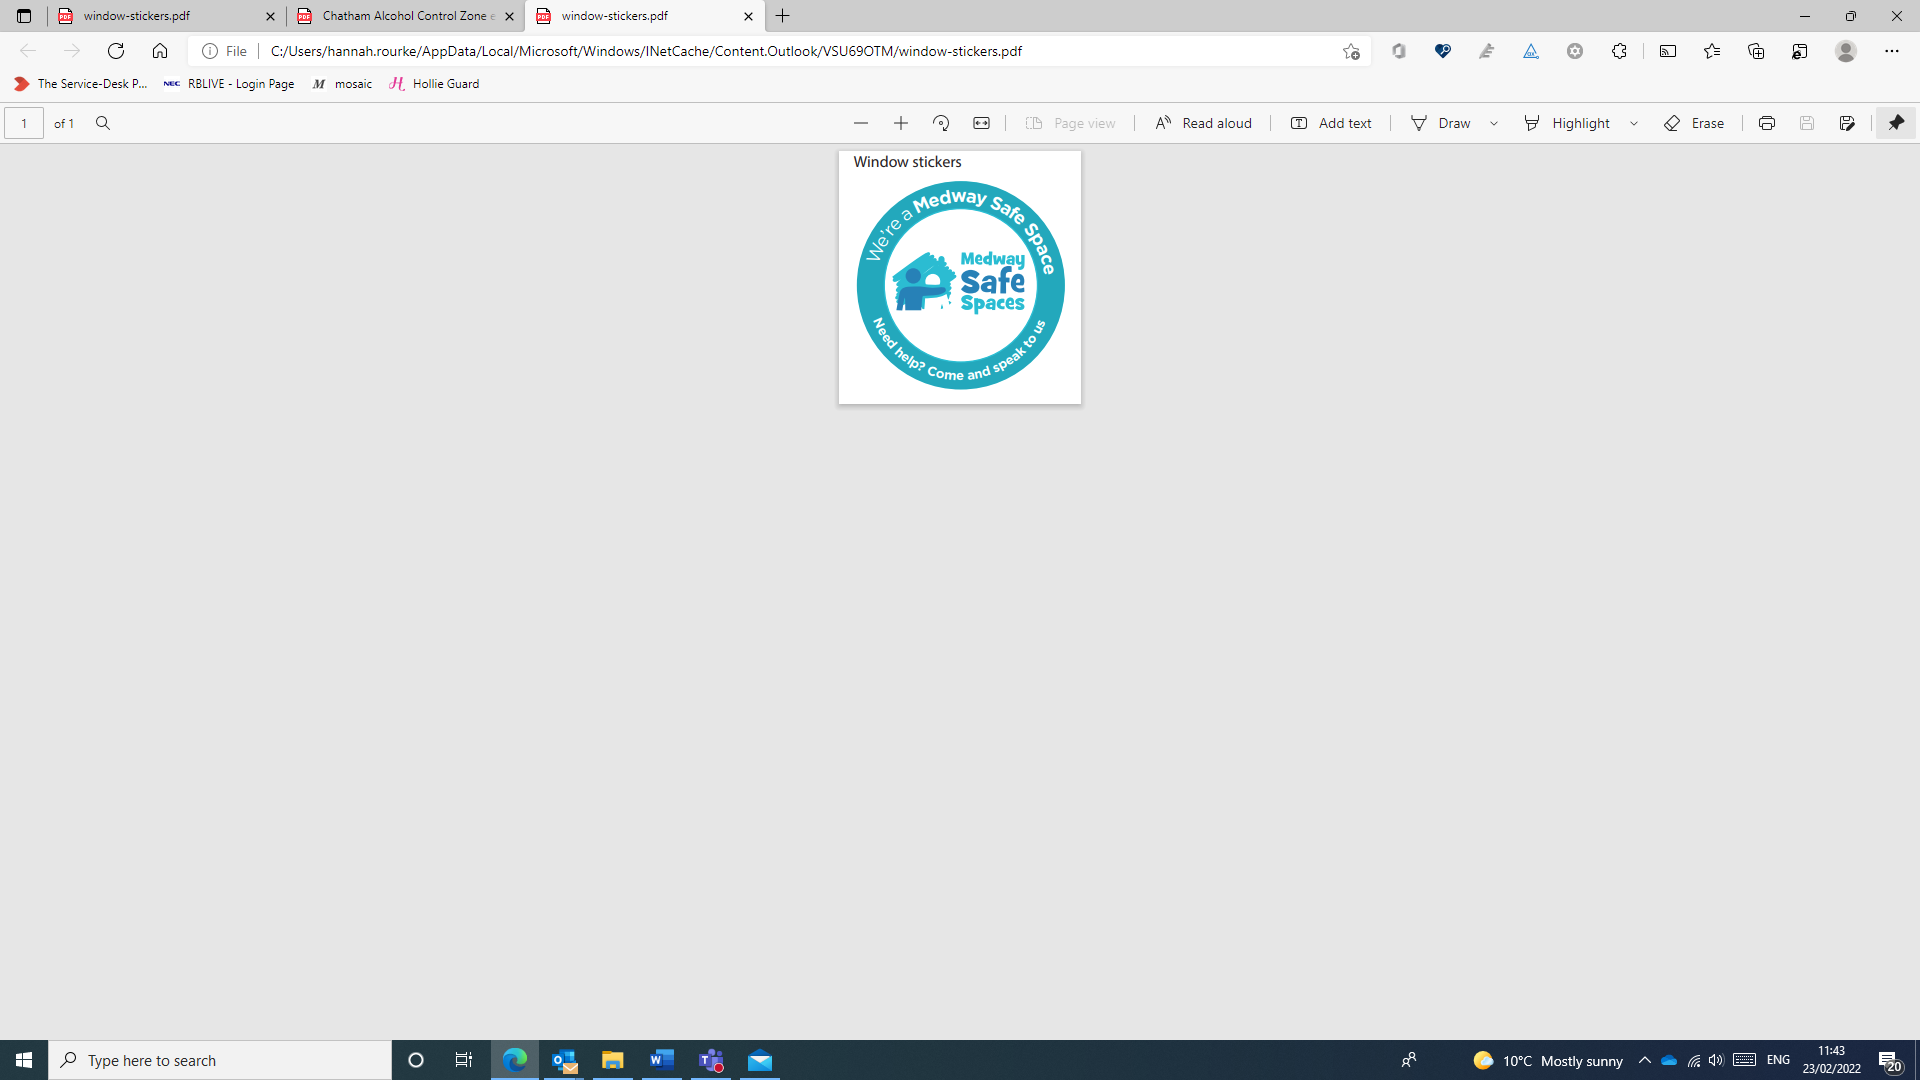 window-stickers.pdf
Chatham Alcohol Control Zone
window-stickers.pdf
File
C:/Users/hannah.rourke/AppData/Local/Microsoft/Windows/INetCache/Content.Outlook/VSU69OTM/window-stickers.pdf
The Service-Desk P...
NEC RBLIVE - Login Page
M mosaic
H Hollie Guard
1 of 1
Page view
Read aloud
Add text
Draw
Highlight
Erase
Window stickers
We're a Medway Safe Space
Medway
Safe
Spaces
Need help? Come and speak to us
Type here to search
10°C Mostly sunny
ENG
11:43
23/02/2022
20